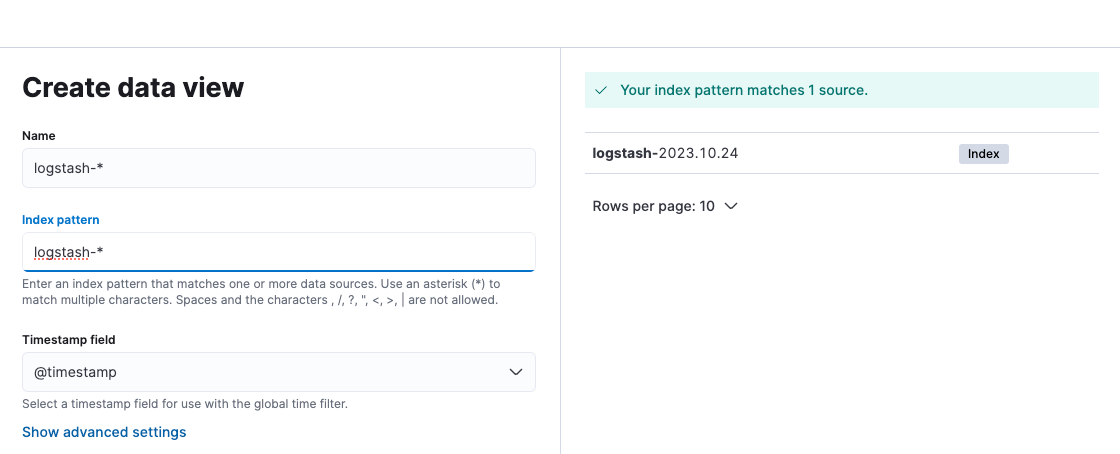 Create data view
Name
logstash-*
Index pattern
logstash-*
Enter an index pattern that matches one or more data sources. Use an asterisk (*) to
match multiple characters. Spaces and the characters , /, ?, ", <, >, | are not allowed.
Timestamp field
@timestamp
Select a timestamp field for use with the global time filter.
Show advanced settings
Your index pattern matches 1 source.
logstash-2023.10.24 Index
Rows per page: 10